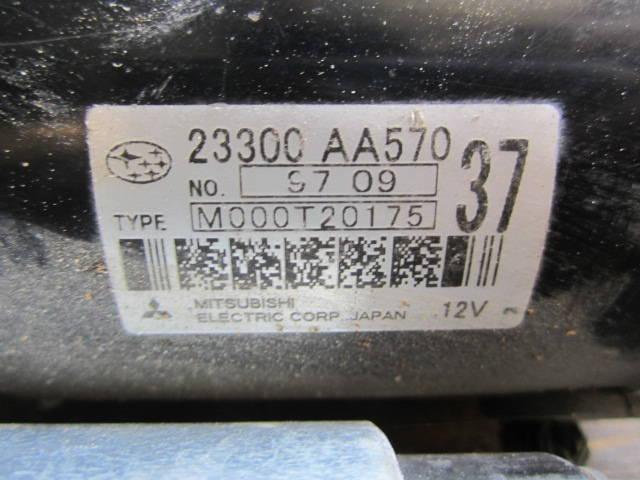 23300 AA570
37
NO. 97 09
TYPE M000T20175
MITSUBISHI
ELECTRIC CORP. JAPAN 12V